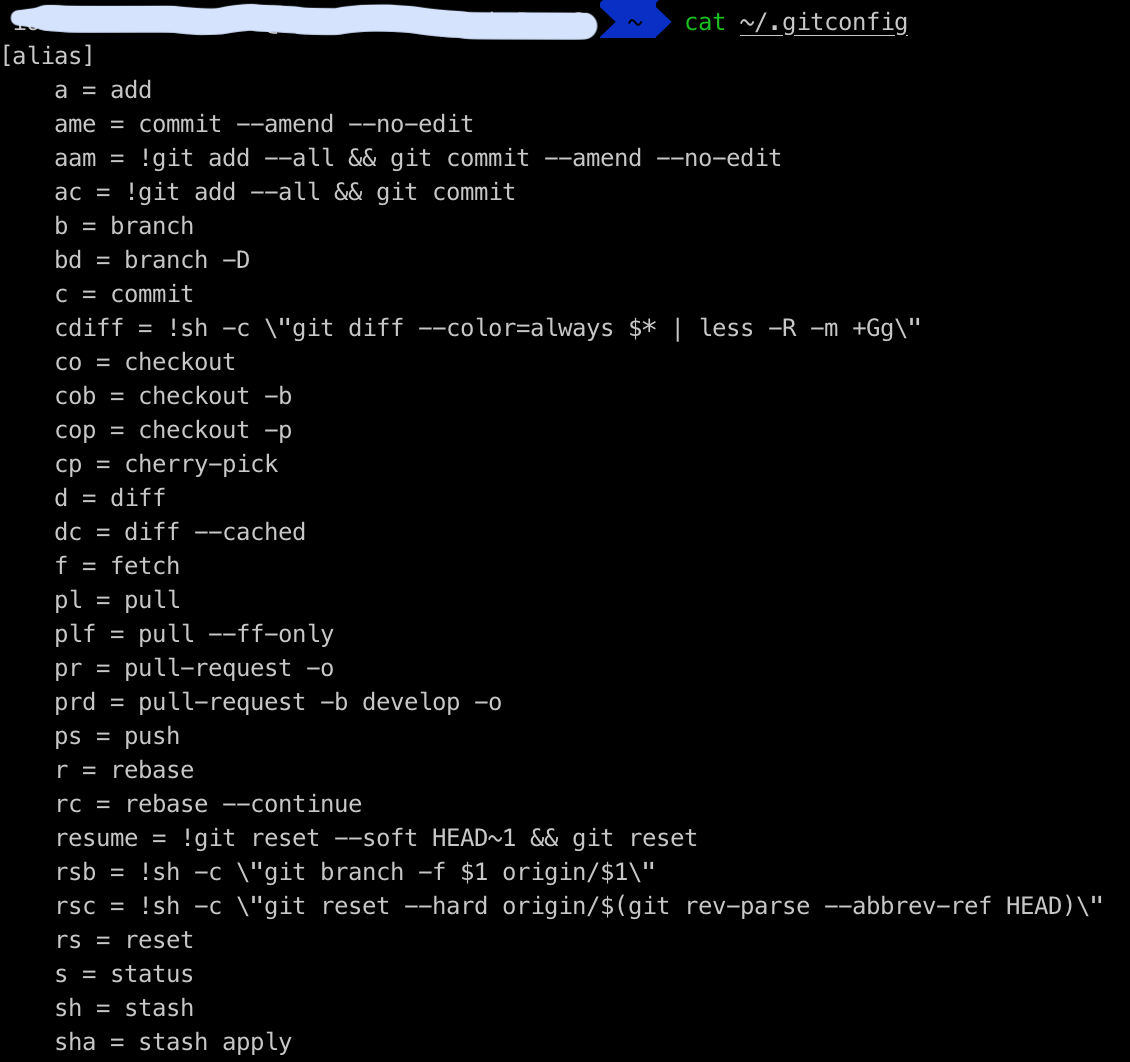 ~ cat ~/.gitconfig
[alias]
a = add
ame = commit --amend --no-edit
aam = !git add --all && git commit --amend --no-edit
ac = !git add --all && git commit
b = branch
bd = branch -D
c = commit
cdiff = !sh -c \"git diff --color=always $* | less -R -m +Gg\"
co = checkout
cob = checkout -b
cop = checkout -p
cp = cherry-pick
d = diff
dc = diff --cached
f = fetch
pl = pull
plf = pull --ff-only
pr = pull-request -o
prd = pull-request -b develop -o
ps = push
r = rebase
rc = rebase --continue
resume = !git reset --soft HEAD~1 && git reset
rsb = !sh -c \"git branch -f $1 origin/$1\"
rsc = !sh -c \"git reset --hard origin/$(git rev-parse --abbrev-ref HEAD)\"
rs = reset
s = status
sh = stash
sha = stash apply